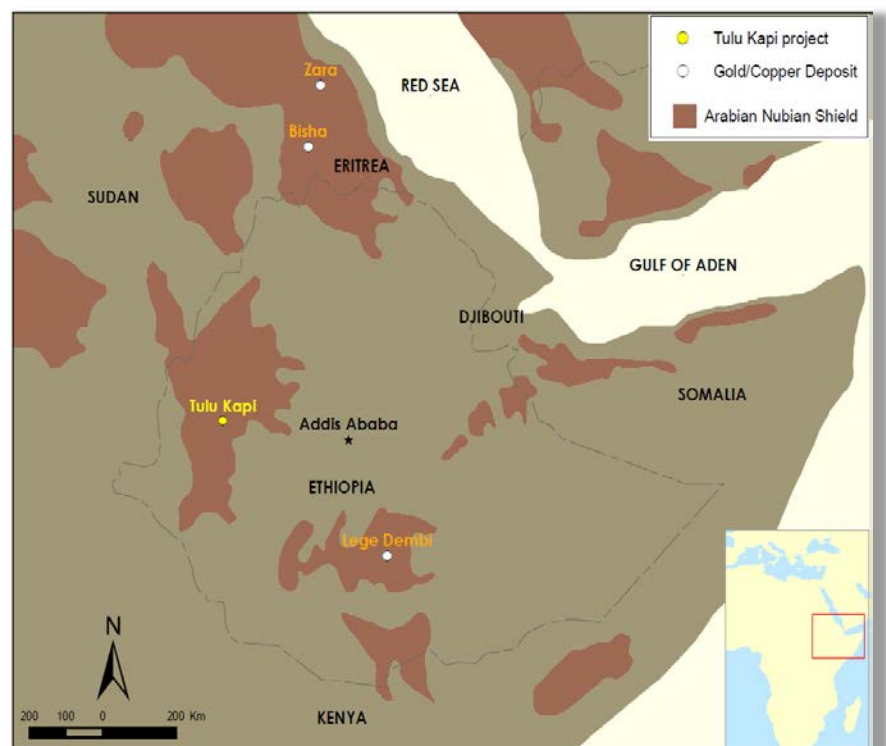 Tulu Kapi project
Gold/Copper Deposit
Arabian Nubian Shield
Zara
RED SEA
Bisha
ERITREA
SUDAN
GULF OF ADEN
DJIBOUTI
SOMALIA
Tulu Kapi
Addis Ababa
ETHIOPIA
Lege Dembi
N
200 100 0 200 Km
KENYA